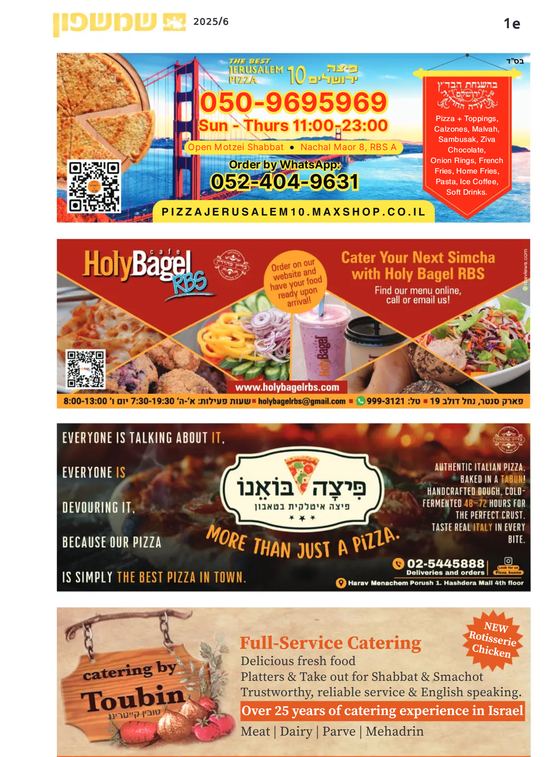 שמשפון 2025/6 1e
בס"ד
THE BEST
JERUSALEM 10
PIZZA
פיצה
ירושלים
050-9695969
Sun - Thurs 11:00-23:00
Open Motzei Shabbat • Nachal Maor 8, RBS A
Order by WhatsApp:
052-404-9631
PIZZAJERUSALEM10.MAXSHOP.CO.IL
בהשגחת הבד"ץ
Pizza + Toppings,
Calzones, Malvah,
Sambusak, Ziva
Chocolate,
Onion Rings, French
Fries, Home Fries,
Pasta, Ice Coffee,
Soft Drinks.
cafe
HolyBagel
RBS
Order on our
website and
have your food
ready upon
arrival!
Cater Your Next Simcha
with Holy Bagel RBS
Find our menu online,
call or email us!
HolyBagel
www.holybagelrbs.com
פארק סנטר, נחל דולב 19 ■ טל: 999-3121 ■ holybagelrbs@gmail.com ■ שעות פעילות: א'-ה' 7:30-19:30 יום ו' 8:00-13:00
EVERYONE IS TALKING ABOUT IT,
EVERYONE IS
DEVOURING IT,
BECAUSE OUR PIZZA
IS SIMPLY THE BEST PIZZA IN TOWN.
פיצה בואנו
פיצה איטלקית בטאבון
MORE THAN JUST A PIZZA.
AUTHENTIC ITALIAN PIZZA,
BAKED IN A TABUN!
HANDCRAFTED DOUGH, COLD-
FERMENTED 48–72 HOURS FOR
THE PERFECT CRUST.
TASTE REAL ITALY IN EVERY
BITE.
02-5445888
Deliveries and orders
Harav Menachem Porush 1. Hashdera Mall 4th floor
catering by
Toubin
טובין קייטרינג
NEW
Rotisserie
Chicken
Full-Service Catering
Delicious fresh food
Platters & Take out for Shabbat & Smachot
Trustworthy, reliable service & English speaking.
Over 25 years of catering experience in Israel
Meat | Dairy | Parve | Mehadrin